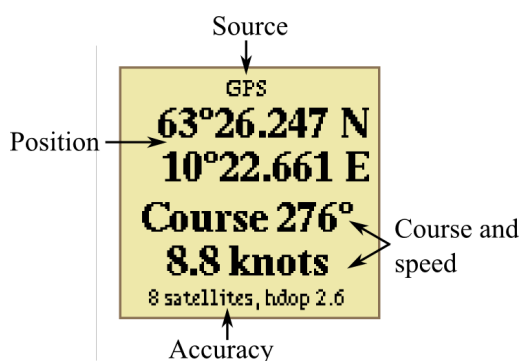 Source
GPS
63°26.247 N
Position
10°22.661 E
Course 276°
Course and
speed
8.8 knots
8 satellites, hdop 2.6
Accuracy